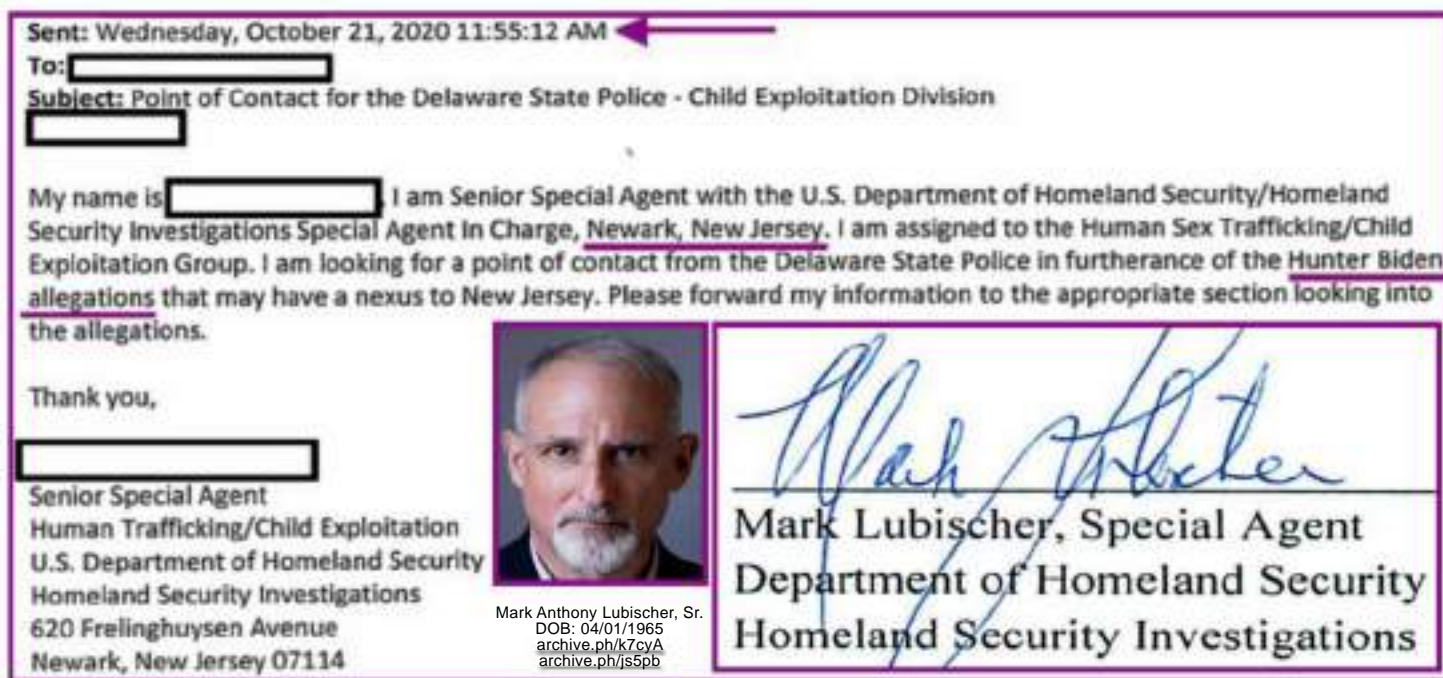 Sent: Wednesday, October 21, 2020 11:55:12 AM
To:
Subject: Point of Contact for the Delaware State Police - Child Exploitation Division
My name is , I am Senior Special Agent with the U.S. Department of Homeland Security/Homeland
Security Investigations Special Agent In Charge, Newark, New Jersey. I am assigned to the Human Sex Trafficking/Child
Exploitation Group. I am looking for a point of contact from the Delaware State Police in furtherance of the Hunter Biden
allegations that may have a nexus to New Jersey. Please forward my information to the appropriate section looking into
the allegations.
Thank you,
Senior Special Agent
Human Trafficking/Child Exploitation
U.S. Department of Homeland Security
Homeland Security Investigations
620 Frelinghuysen Avenue
Newark, New Jersey 07114
Mark Anthony Lubischer, Sr.
DOB: 04/01/1965
archive.ph/k7cyA
archive.ph/js5pb
Mark Lubischer
Mark Lubischer, Special Agent
Department of Homeland Security
Homeland Security Investigations